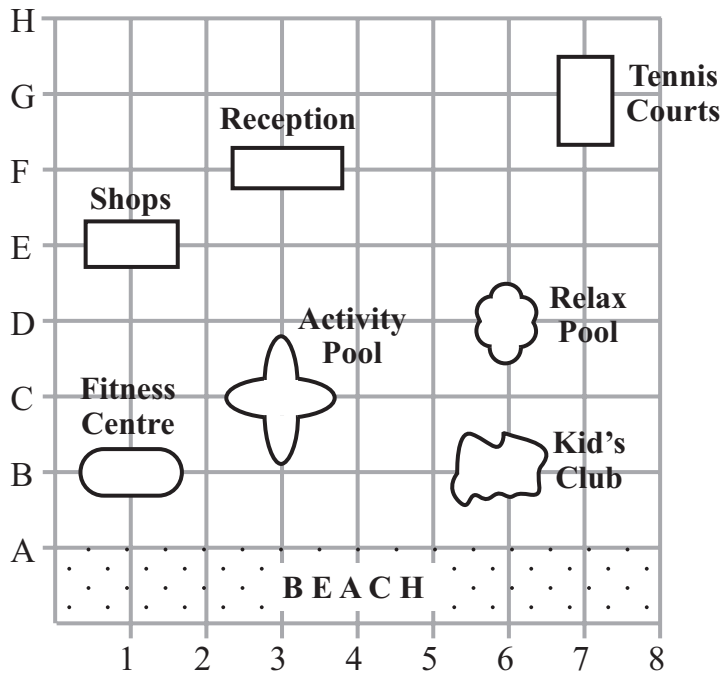 H
G
F
E
D
C
B
A
Tennis
Courts
Reception
Shops
Relax
Pool
Activity
Pool
Fitness
Centre
Kid's
Club
BEACH
1 2 3 4 5 6 7 8